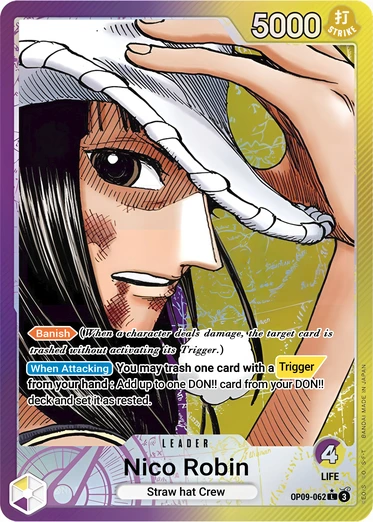 5000
打
STRIKE
Banish (When a character deals damage, the target card is
trashed without activating its Trigger.)
When Attacking You may trash one card with a Trigger
from your hand : Add up to one DON!! card from your DON!!
deck and set it as rested.
LEADER
Nico Robin
Straw hat Crew
4
LIFE
OP09-062 L 3
BANDAI MADE IN JAPAN